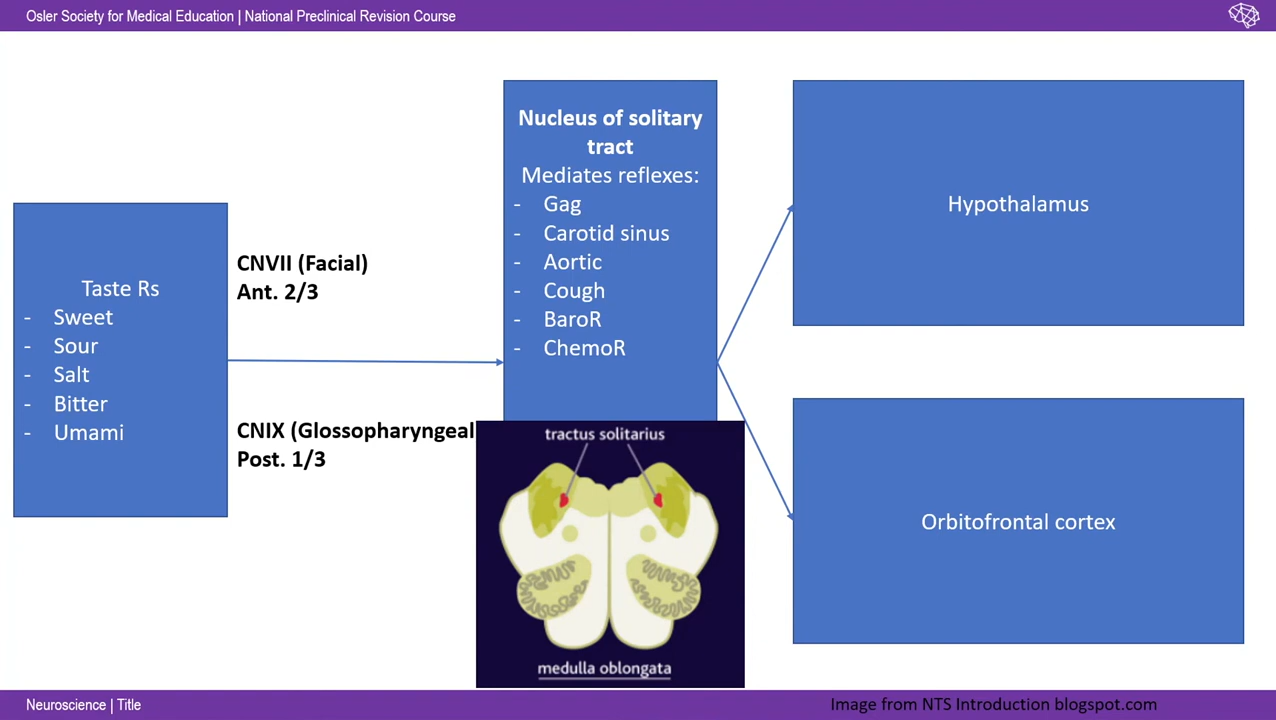 Osler Society for Medical Education | National Preclinical Revision Course
Taste Rs
- Sweet
- Sour
- Salt
- Bitter
- Umami
CNVII (Facial)
Ant. 2/3
CNIX (Glossopharyngeal
Post. 1/3
Nucleus of solitary
tract
Mediates reflexes:
- Gag
- Carotid sinus
- Aortic
- Cough
- BaroR
- ChemoR
tractus solitarius
medulla oblongata
Hypothalamus
Orbitofrontal cortex
Neuroscience | Title
Image from NTS Introduction blogspot.com